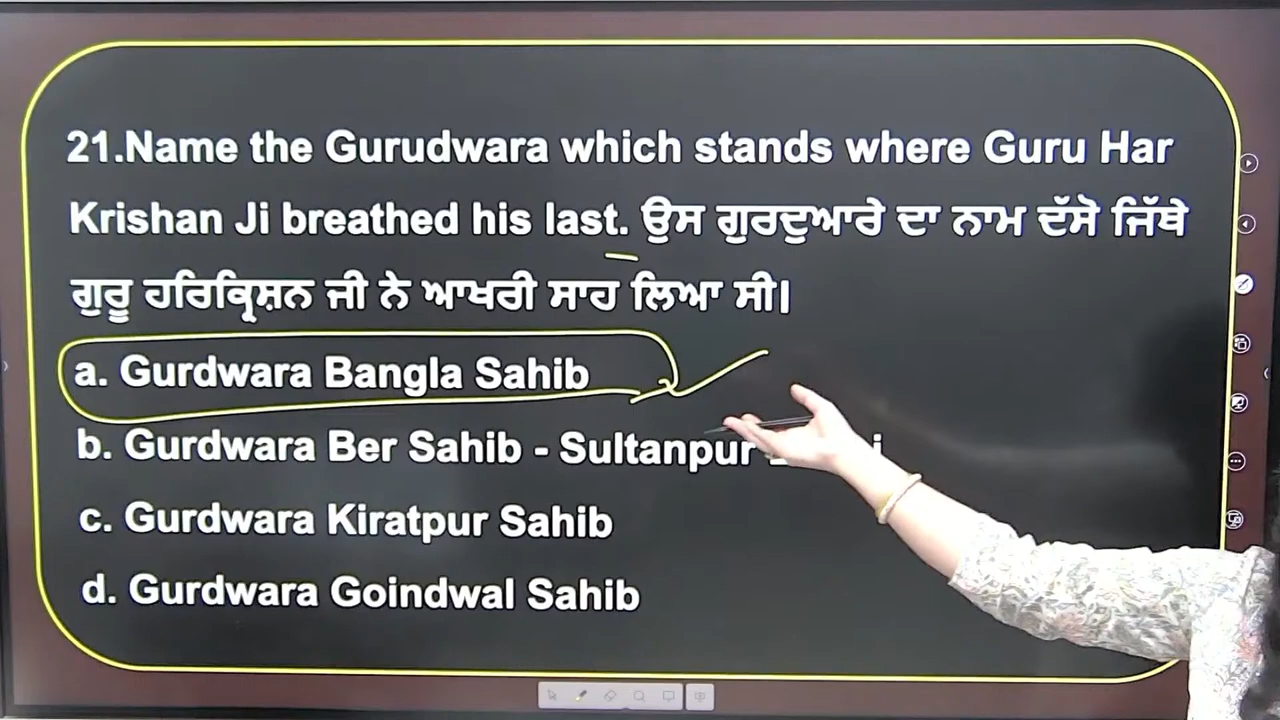 21.Name the Gurudwara which stands where Guru Har
Krishan Ji breathed his last. ਉਸ ਗੁਰਦੁਆਰੇ ਦਾ ਨਾਮ ਦੱਸੋ ਜਿੱਥੇ
ਗੁਰੂ ਹਰਿਕ੍ਰਿਸ਼ਨ ਜੀ ਨੇ ਆਖਰੀ ਸਾਹ ਲਿਆ ਸੀ।
a. Gurdwara Bangla Sahib
b. Gurdwara Ber Sahib - Sultanpur
c. Gurdwara Kiratpur Sahib
d. Gurdwara Goindwal Sahib